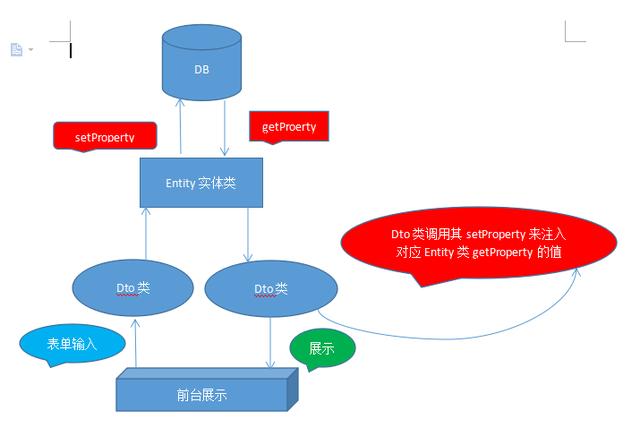 DB
setProperty
getProerty
Entity 实体类
Dto 类调用其 setProperty 来注入
对应 Entity 类 getProperty 的值
Dto 类
Dto 类
表单输入
展示
前台展示